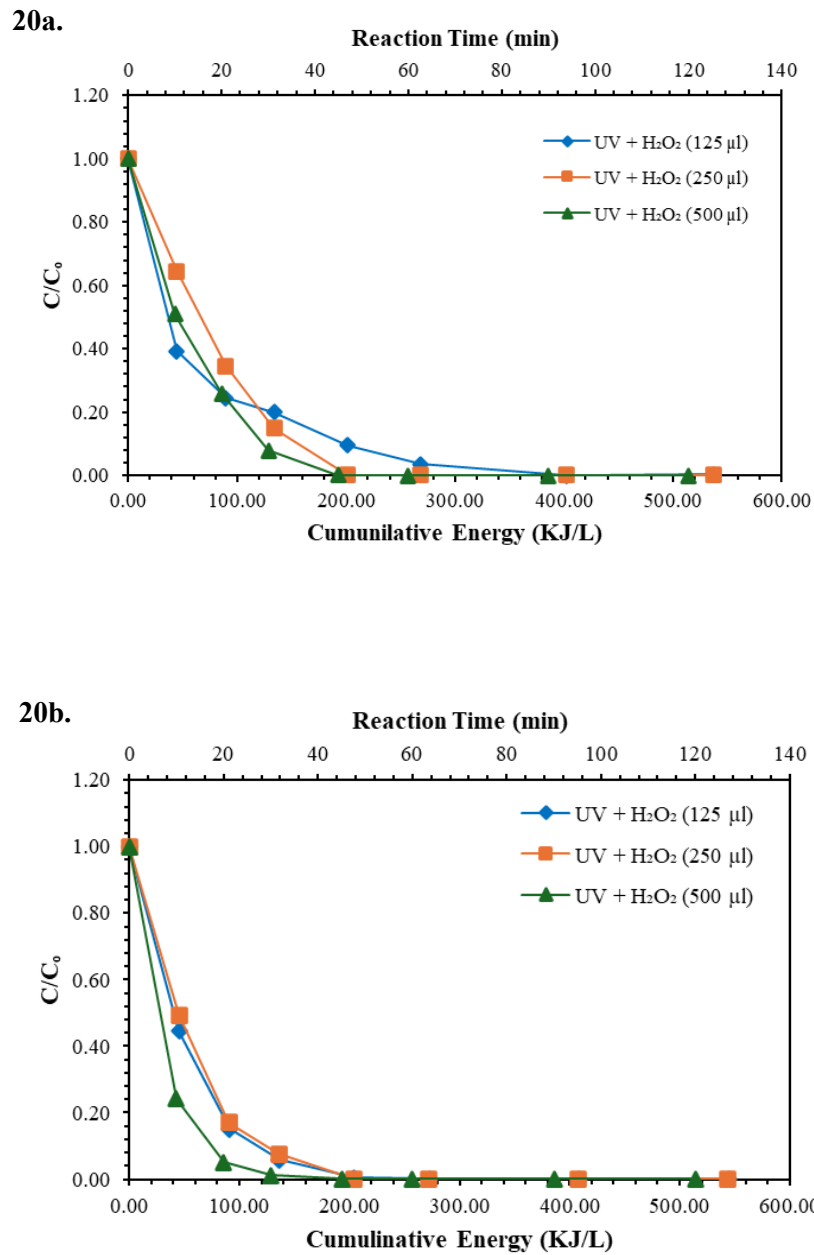 20a.
Reaction Time (min)
0 20 40 60 80 100 120 140
1.20
1.00
0.80
0.60
0.40
0.20
0.00
C/Cₒ
UV + H₂O₂ (125 µl)
UV + H₂O₂ (250 µl)
UV + H₂O₂ (500 µl)
0.00 100.00 200.00 300.00 400.00 500.00 600.00
Cumunilative Energy (KJ/L)
20b.
Reaction Time (min)
0 20 40 60 80 100 120 140
1.20
1.00
0.80
0.60
0.40
0.20
0.00
C/Cₒ
UV + H₂O₂ (125 µl)
UV + H₂O₂ (250 µl)
UV + H₂O₂ (500 µl)
0.00 100.00 200.00 300.00 400.00 500.00 600.0
Cumulinative Energy (KJ/L)